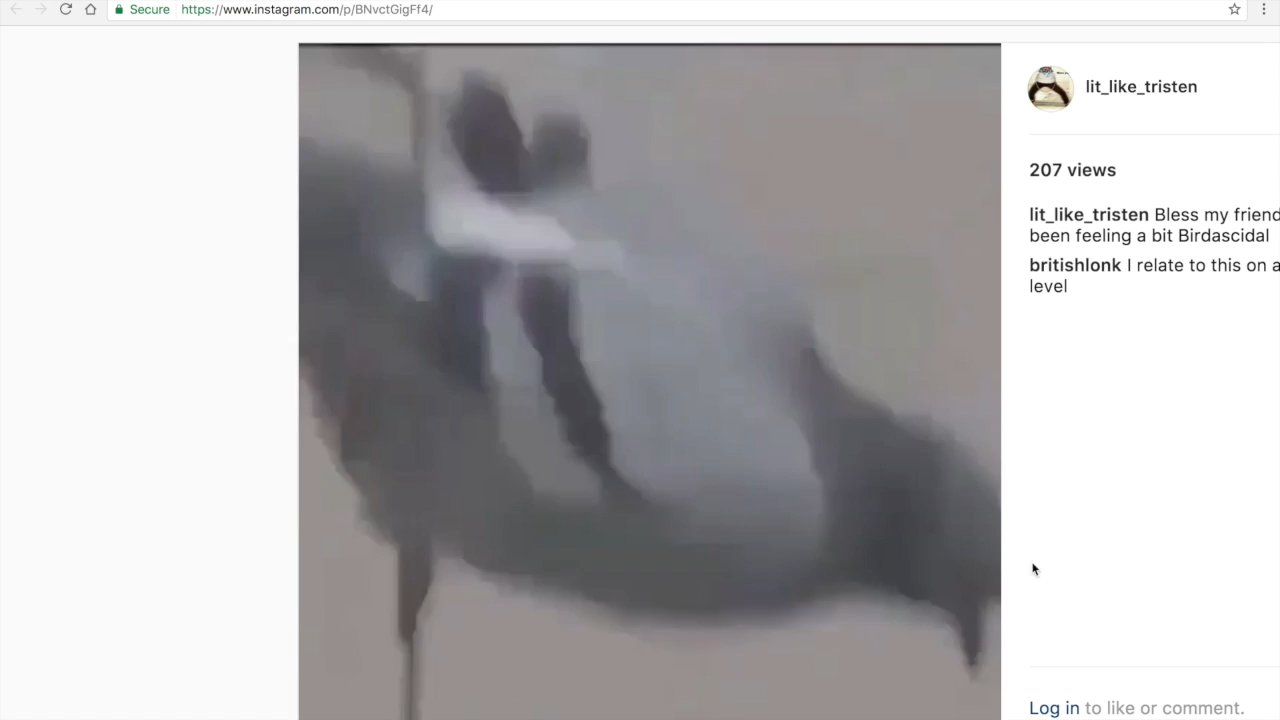 Secure https://www.instagram.com/p/BNvctGigFf4/
lit_like_tristen
207 views
lit_like_tristen Bless my friend
been feeling a bit Birdascidal
britishlonk I relate to this on a
level
Log in to like or comment.